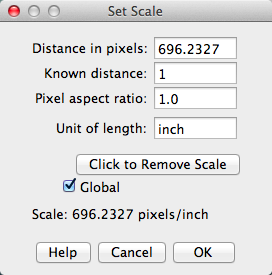 Set Scale
Distance in pixels: 696.2327
Known distance: 1
Pixel aspect ratio: 1.0
Unit of length: inch
Click to Remove Scale
Global
Scale: 696.2327 pixels/inch
Help Cancel OK